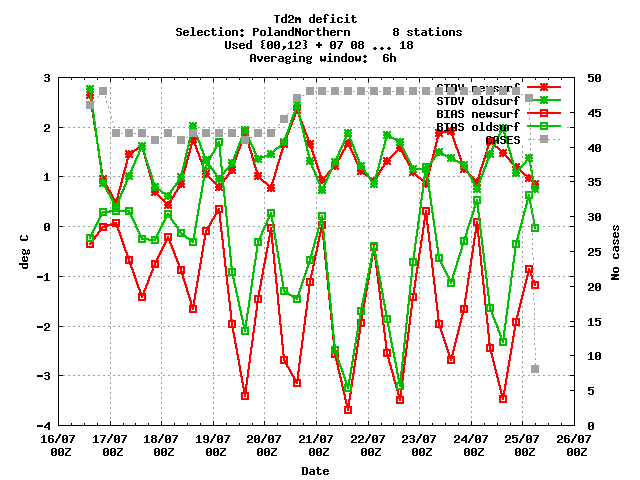 Td2m deficit
Selection: PolandNorthern 8 stations
Used {00,12} + 07 08 ... 18
Averaging window: 6h
3
2
1
0
-1
-2
-3
-4
deg C
50
45
40
35
30
25
20
15
10
5
0
No cases
STDV newsurf
STDV oldsurf
BIAS newsurf
BIAS oldsurf
CASES
16/07 17/07 18/07 19/07 20/07 21/07 22/07 23/07 24/07 25/07 26/07
00Z 00Z 00Z 00Z 00Z 00Z 00Z 00Z 00Z 00Z 00Z
Date